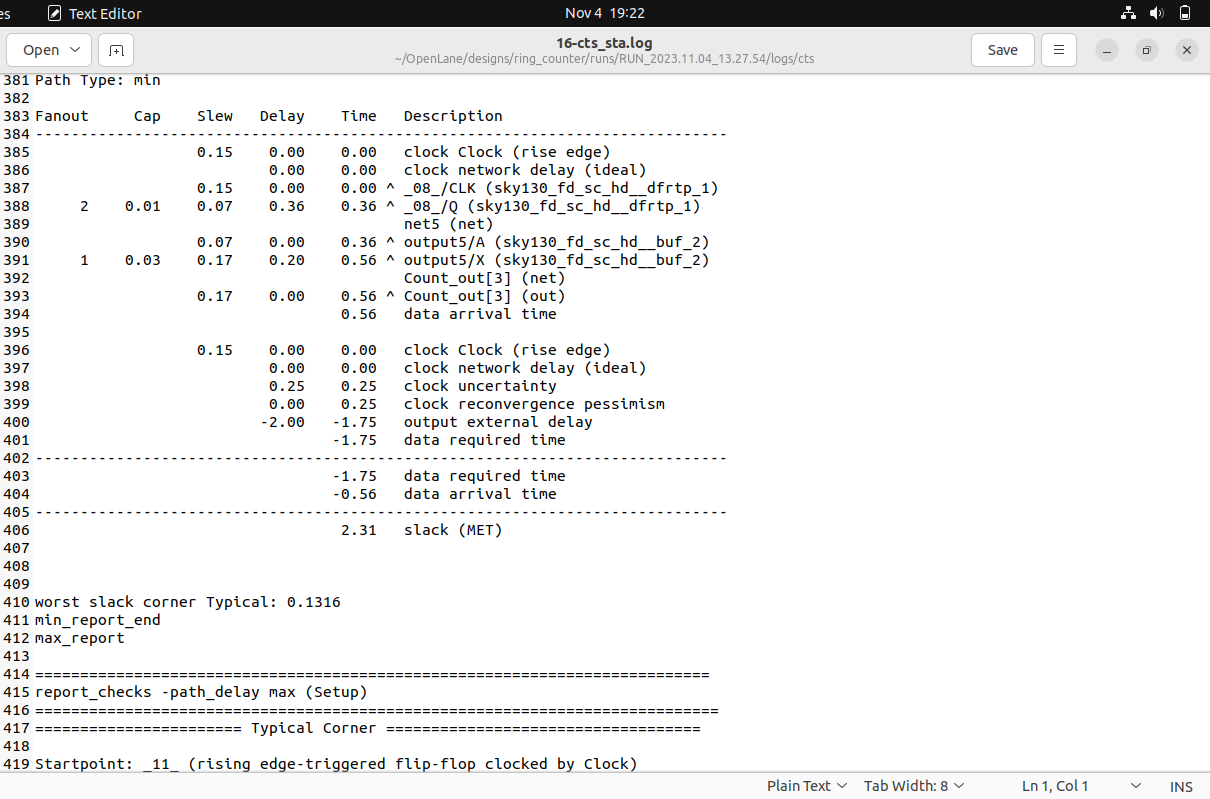 es Text Editor Nov 4 19:22
Open 16-cts_sta.log Save
~/OpenLane/designs/ring_counter/runs/RUN_2023.11.04_13.27.54/logs/cts
381 Path Type: min
382
383 Fanout     Cap    Slew   Delay    Time   Description
384 -----------------------------------------------------------------------------
385                   0.15    0.00    0.00   clock Clock (rise edge)
386                           0.00    0.00   clock network delay (ideal)
387                   0.15    0.00    0.00 ^ _08_/CLK (sky130_fd_sc_hd__dfrtp_1)
388      2    0.01    0.07    0.36    0.36 ^ _08_/Q (sky130_fd_sc_hd__dfrtp_1)
389                                          net5 (net)
390                   0.07    0.00    0.36 ^ output5/A (sky130_fd_sc_hd__buf_2)
391      1    0.03    0.17    0.20    0.56 ^ output5/X (sky130_fd_sc_hd__buf_2)
392                                          Count_out[3] (net)
393                   0.17    0.00    0.56 ^ Count_out[3] (out)
394                                   0.56   data arrival time
395
396                   0.15    0.00    0.00   clock Clock (rise edge)
397                           0.00    0.00   clock network delay (ideal)
398                           0.25    0.25   clock uncertainty
399                           0.00    0.25   clock reconvergence pessimism
400                          -2.00   -1.75   output external delay
401                                  -1.75   data required time
402 -----------------------------------------------------------------------------
403                                  -1.75   data required time
404                                  -0.56   data arrival time
405 -----------------------------------------------------------------------------
406                                   2.31   slack (MET)
407
408
409
410 worst slack corner Typical: 0.1316
411 min_report_end
412 max_report
413
414 ===========================================================================
415 report_checks -path_delay max (Setup)
416 ============================================================================
417 ======================= Typical Corner ===================================
418
419 Startpoint: _11_ (rising edge-triggered flip-flop clocked by Clock)
Plain Text Tab Width: 8 Ln 1, Col 1 INS